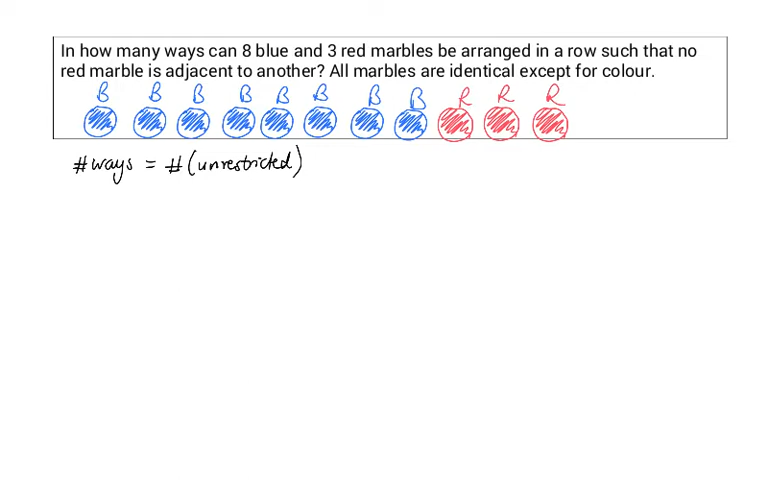 In how many ways can 8 blue and 3 red marbles be arranged in a row such that no
red marble is adjacent to another? All marbles are identical except for colour.
B B B B B B B B R R R
#ways = #(unrestricted)